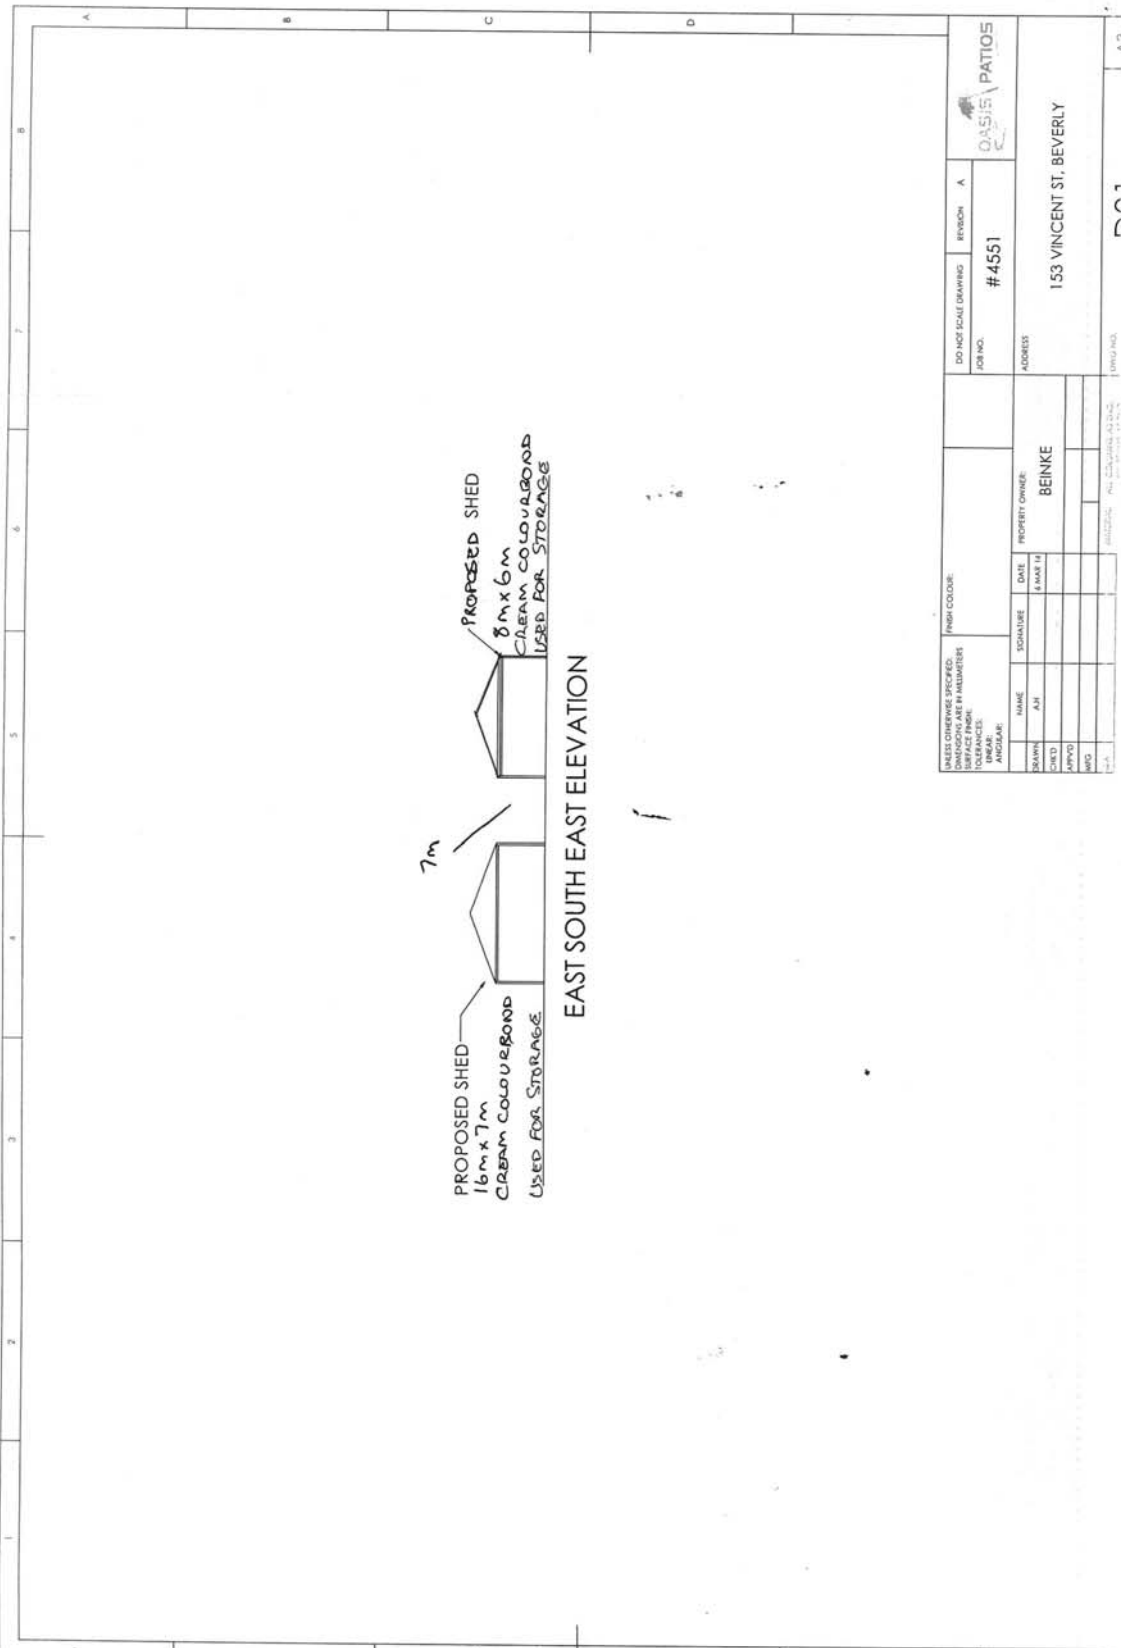 1 2 3 4 5 6 7 8
A
B
C
D
PROPOSED SHED
16m x 7m
CREAM COLOURBOND
USED FOR STORAGE
7m
PROPOSED SHED
8m x 6m
CREAM COLOURBOND
USED FOR STORAGE
EAST SOUTH EAST ELEVATION
UNLESS OTHERWISE SPECIFIED:
DIMENSIONS ARE IN MILLIMETERS
SURFACE FINISH:
TOLERANCES:
LINEAR:
ANGULAR:
FINISH COLOUR:
DO NOT SCALE DRAWING
REVISION A
JOB NO.
#4551
OASIS PATIOS
NAME SIGNATURE DATE
DRAWN A.H 6 MAR 14
CHK'D
APPV'D
MFG
PROPERTY OWNER:
BEINKE
ADDRESS
153 VINCENT ST, BEVERLY
DWG NO.